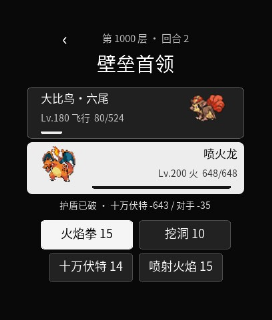 ‹ 第 1000 层 · 回合 2
壁垒首领
大比鸟·六尾
Lv.180 飞行 80/524
喷火龙
Lv.200 火 648/648
护盾已破 · 十万伏特 -643 / 对手 -35
火焰拳 15 挖洞 10
十万伏特 14 喷射火焰 15